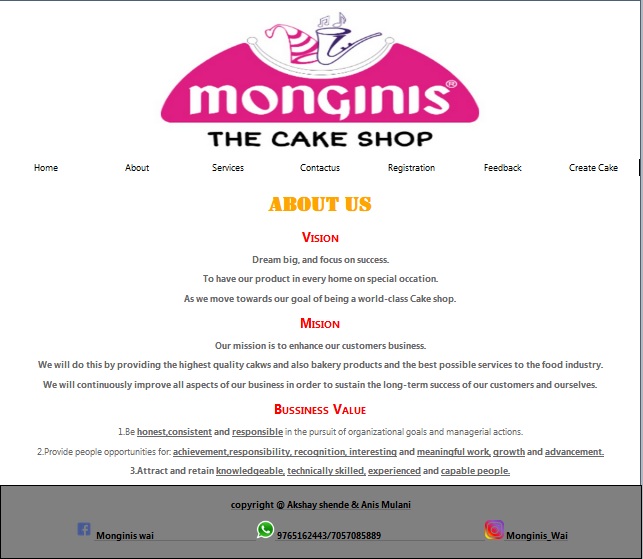 monginis®
THE CAKE SHOP
Home About Services Contactus Registration Feedback Create Cake
ABOUT US
VISION
Dream big, and focus on success.
To have our product in every home on special occation.
As we move towards our goal of being a world-class Cake shop.
MISION
Our mission is to enhance our customers business.
We will do this by providing the highest quality cakws and also bakery products and the best possible services to the food industry.
We will continuously improve all aspects of our business in order to sustain the long-term success of our customers and ourselves.
BUSSINESS VALUE
1.Be honest,consistent and responsible in the pursuit of organizational goals and managerial actions.
2.Provide people opportunities for: achievement,responsibility, recognition, interesting and meaningful work, growth and advancement.
3.Attract and retain knowledgeable, technically skilled, experienced and capable people.
copyright @ Akshay shende & Anis Mulani
Monginis wai 9765162443/7057085889 Monginis_Wai